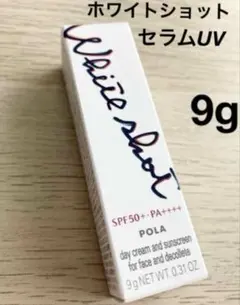 ホワイトショット
セラムUV
9g
White shot
SPF50+・PA++++
POLA
day cream and sunscreen
for face and decollete
9 g NET WT. 0.31 OZ.